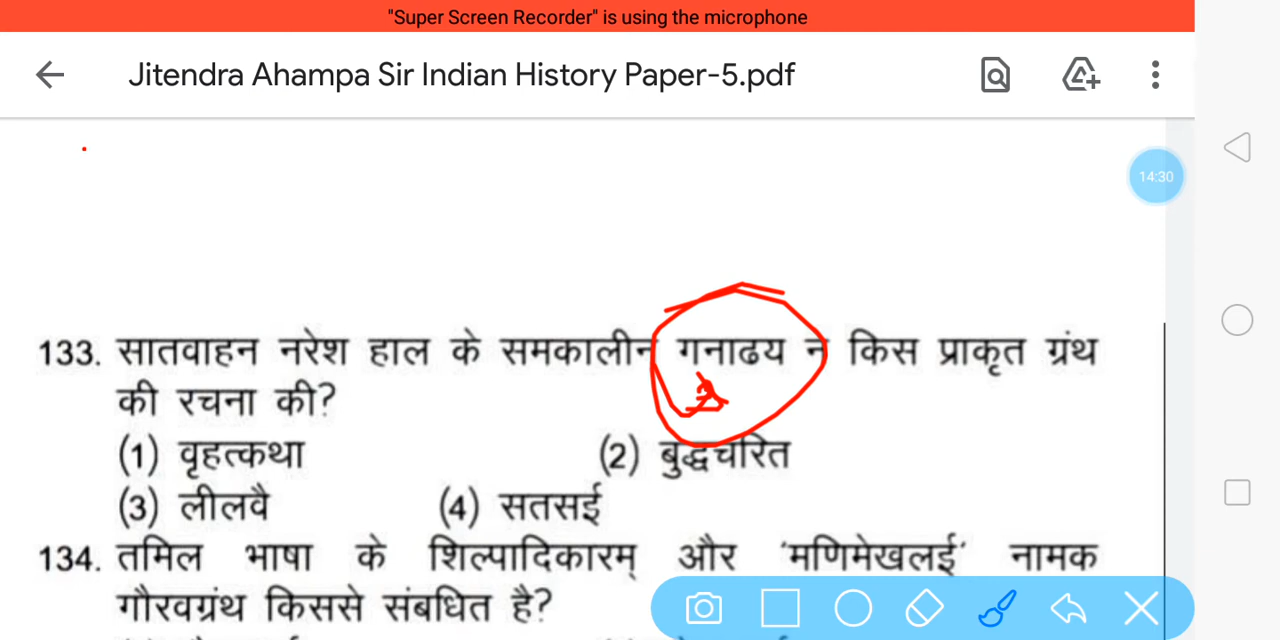 "Super Screen Recorder" is using the microphone
Jitendra Ahampa Sir Indian History Paper-5.pdf
14:30
133. सातवाहन नरेश हाल के समकालीन गनाढय ने किस प्राकृत ग्रंथ
की रचना की?
(1) वृहत्कथा (2) बुद्धचरित
(3) लीलवै (4) सतसई
134. तमिल भाषा के शिल्पादिकारम् और 'मणिमेखलई' नामक
गौरवग्रंथ किससे संबधित है?